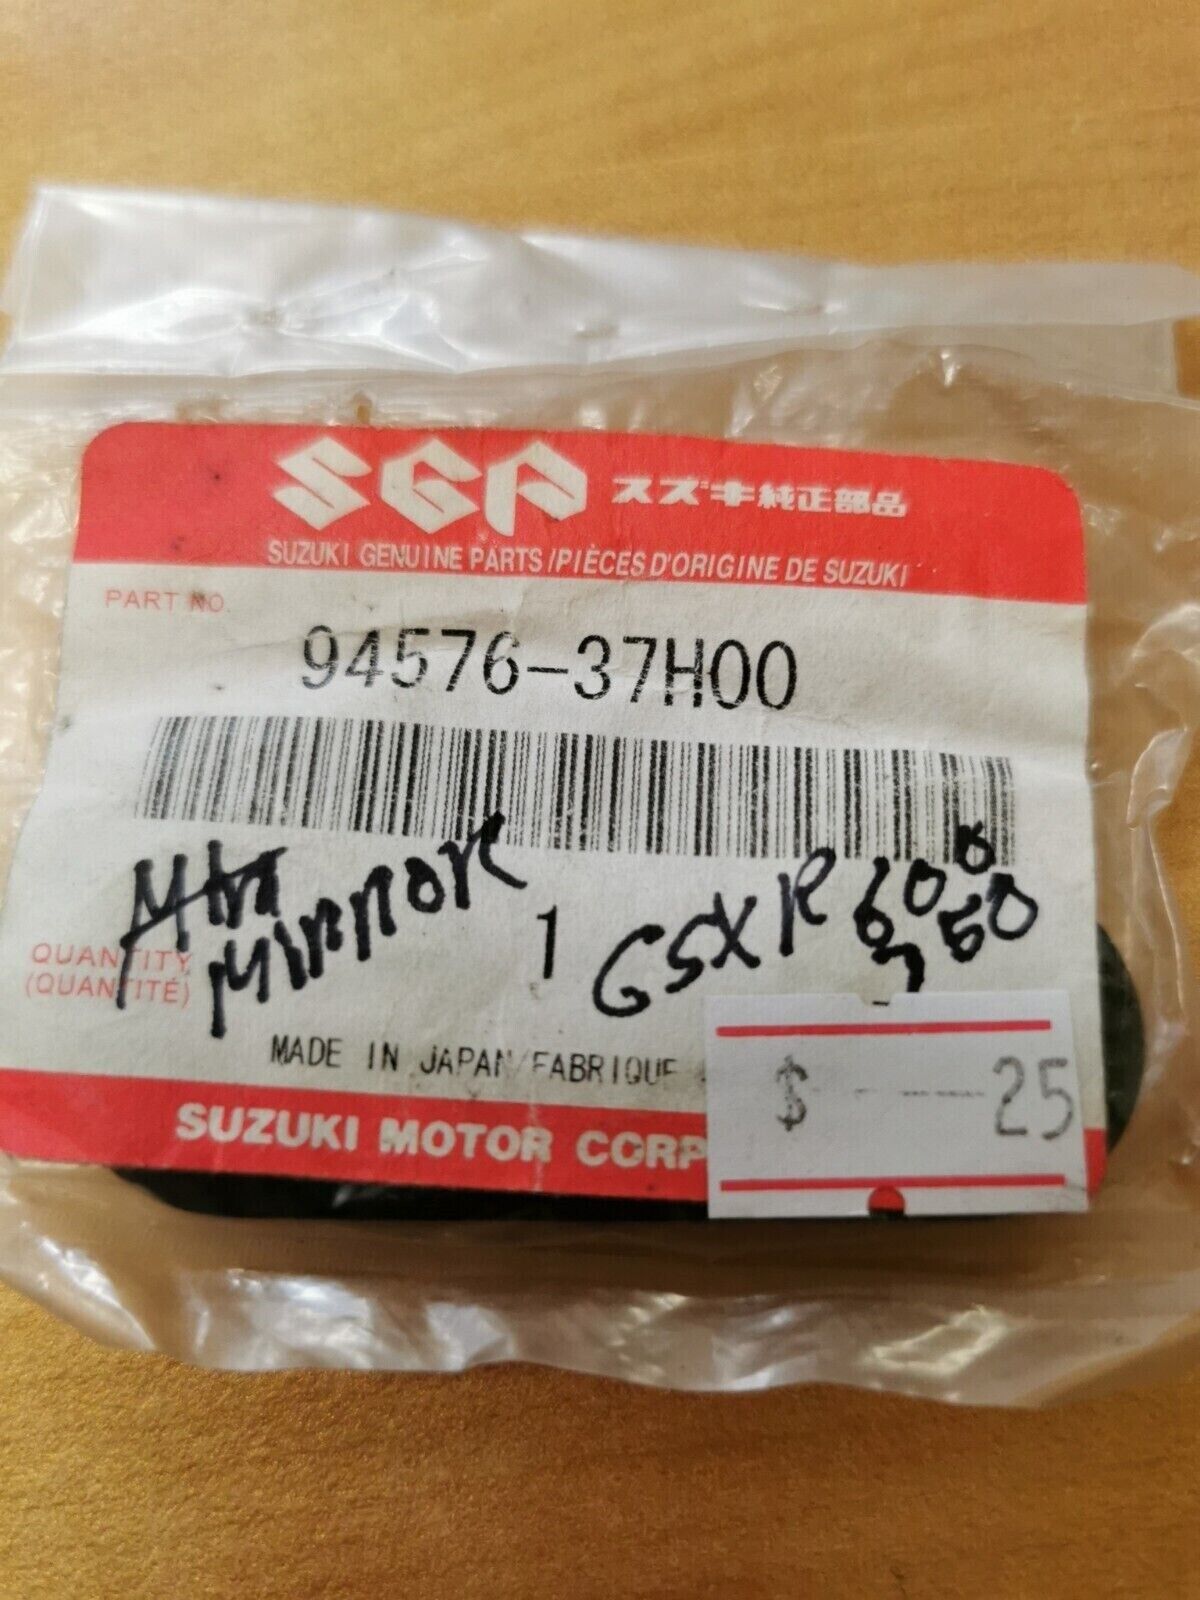 SGP スズキ純正部品
SUZUKI GENUINE PARTS/PIÈCES D'ORIGINE DE SUZUKI
PART NO.
94576-37H00
MIRROR
GSXR 600
750
QUANTITY
(QUANTITÉ)
1
MADE IN JAPAN/FABRIQUE
SUZUKI MOTOR CORP
$ - ---- 25